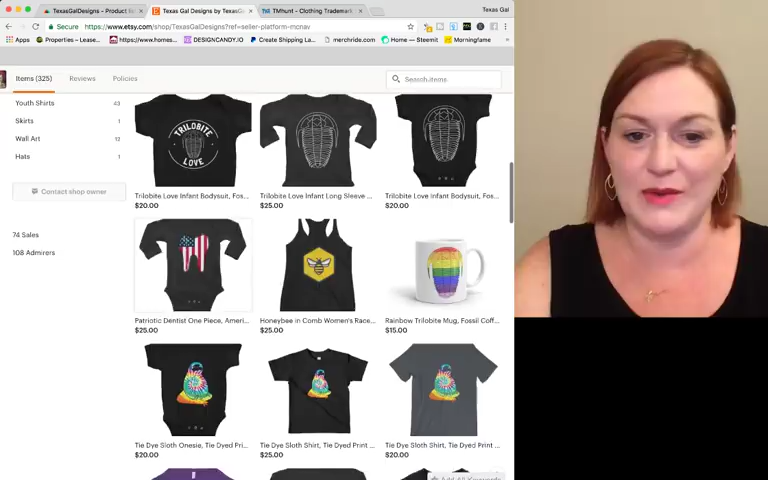 TexasGalDesigns - Product
Texas Gal Designs by TexasG
TMhunt - Clothing Trademark
Texas Gal
Secure
https://www.etsy.com/shop/TexasGalDesigns?ref=seller-platform-mcnav
Apps
Properties – Lease
https://www.homes...
DESIGNCANDY.IO
Create Shipping La...
merchride.com
Home — Steemit
Morningfame
Items (325)
Reviews
Policies
Search items
Youth Shirts 43
Skirts 1
Wall Art 12
Hats 1
Contact shop owner
74 Sales
108 Admirers
TRILOBITE
LOVE
Trilobite Love Infant Bodysuit, Fos...
$20.00
Trilobite Love Infant Long Sleeve ...
$25.00
Trilobite Love Infant Bodysuit, Fos...
$20.00
Patriotic Dentist One Piece, Ameri...
$25.00
Honeybee in Comb Women's Race...
$25.00
Rainbow Trilobite Mug, Fossil Coff...
$15.00
Tie Dye Sloth Onesie, Tie Dyed Pri...
$20.00
Tie Dye Sloth Shirt, Tie Dyed Print ...
$25.00
Tie Dye Sloth Shirt, Tie Dyed Print ...
$20.00
Add All Keywords